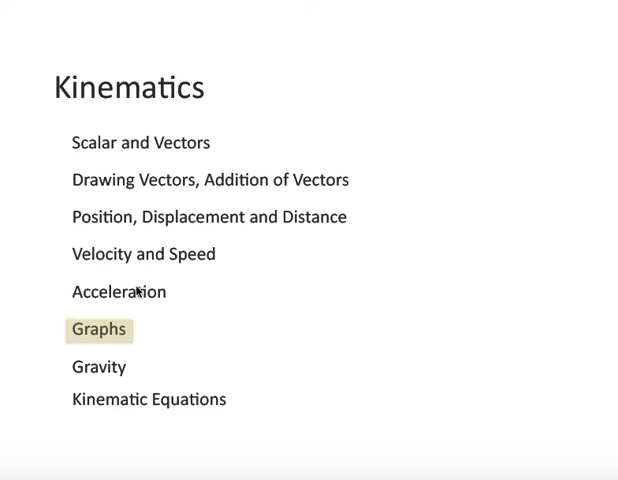 Kinematics
Scalar and Vectors
Drawing Vectors, Addition of Vectors
Position, Displacement and Distance
Velocity and Speed
Acceleration
Graphs
Gravity
Kinematic Equations